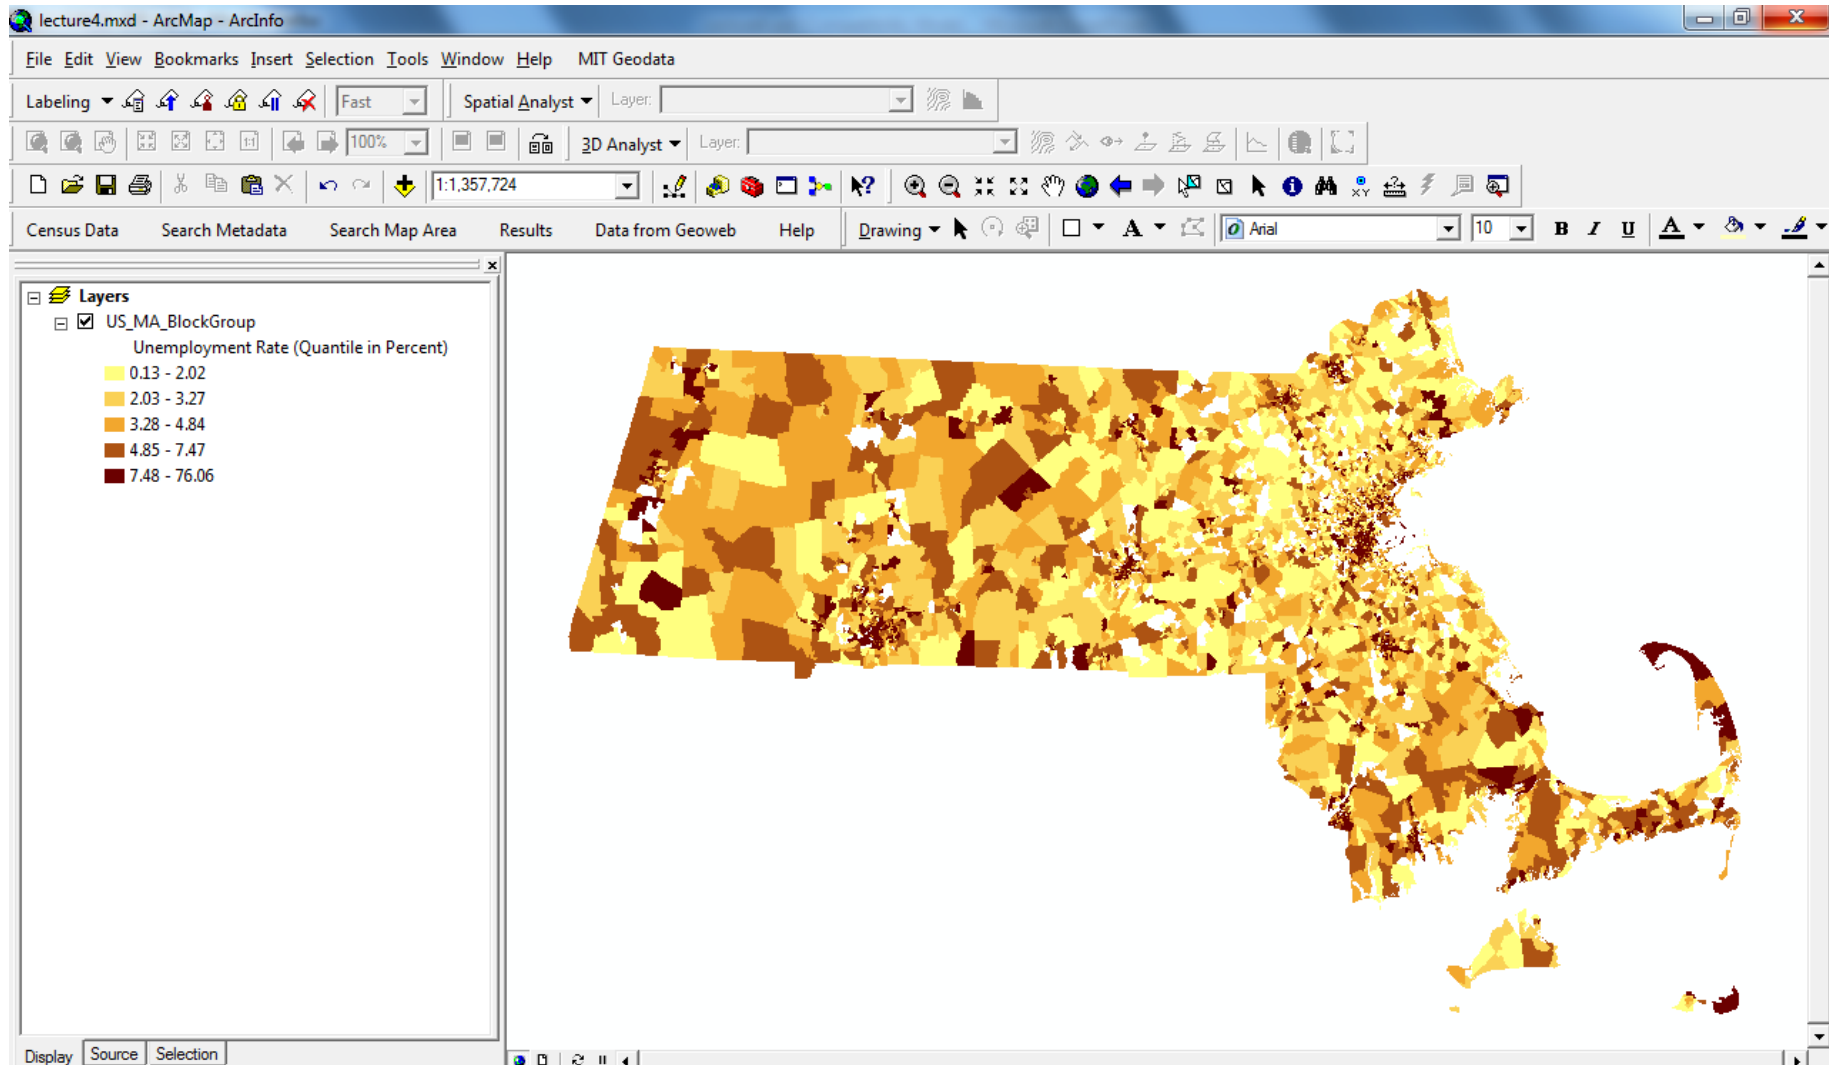 lecture4.mxd - ArcMap - ArcInfo
File Edit View Bookmarks Insert Selection Tools Window Help MIT Geodata
Labeling Fast Spatial Analyst Layer:
1:1 100% 3D Analyst Layer:
1:1,357,724 XY
Census Data Search Metadata Search Map Area Results Data from Geoweb Help Drawing A Arial 10 B I U A
Layers
US_MA_BlockGroup
Unemployment Rate (Quantile in Percent)
0.13 - 2.02
2.03 - 3.27
3.28 - 4.84
4.85 - 7.47
7.48 - 76.06
Display Source Selection